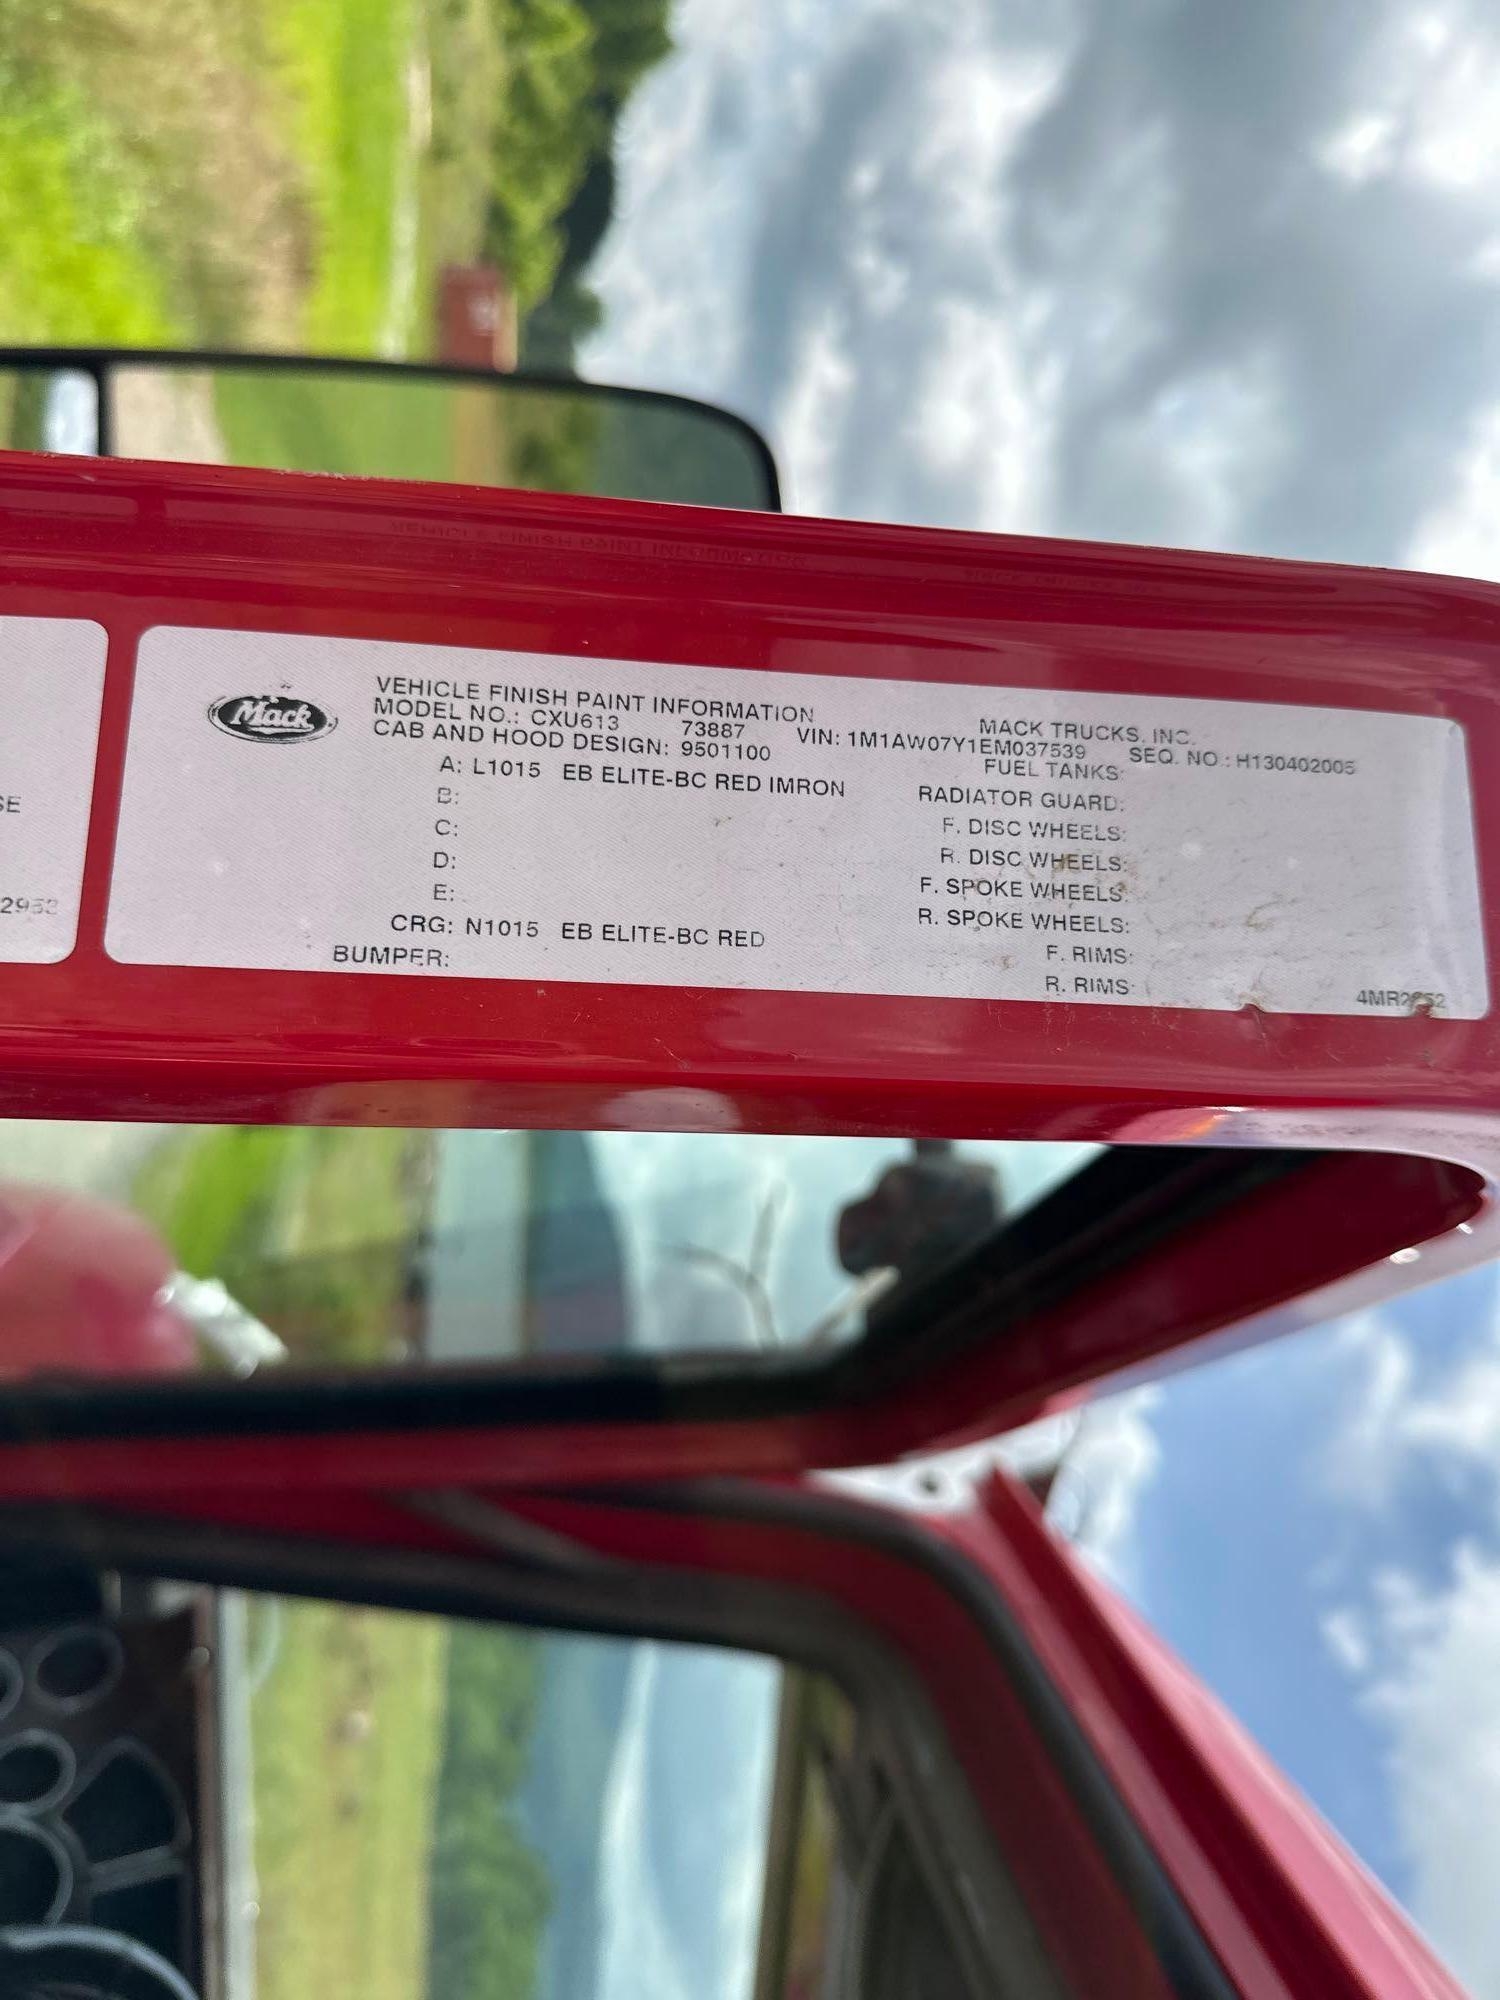 SE
2953
Mack
VEHICLE FINISH PAINT INFORMATION
MACK TRUCKS, INC.
MODEL NO.: CXU613 73887 VIN: 1M1AW07Y1EM037539 SEQ. NO.: H130402005
CAB AND HOOD DESIGN: 9501100
FUEL TANKS:
A: L1015 EB ELITE-BC RED IMRON
RADIATOR GUARD:
B:
F. DISC WHEELS:
C:
R. DISC WHEELS:
D:
F. SPOKE WHEELS:
E:
R. SPOKE WHEELS:
CRG: N1015 EB ELITE-BC RED
F. RIMS:
BUMPER:
R. RIMS: